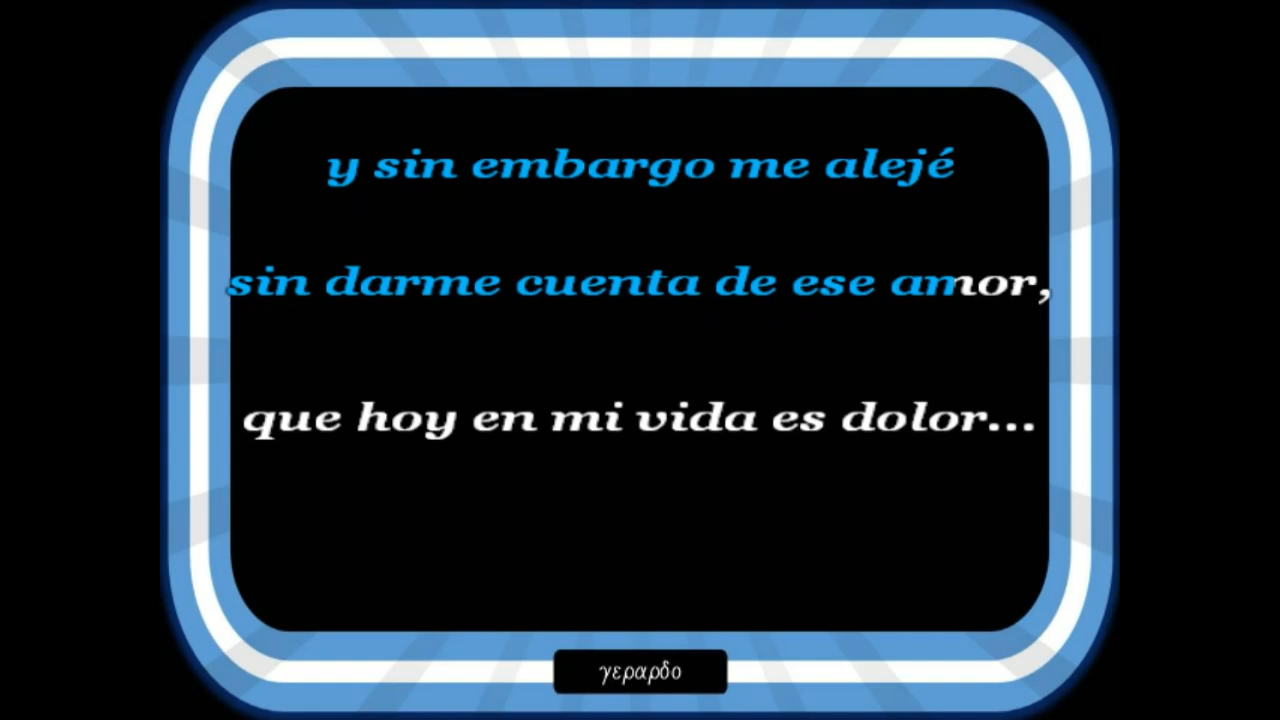 y sin embargo me alejé
sin darme cuenta de ese amor,
que hoy en mi vida es dolor...
γεραρδο